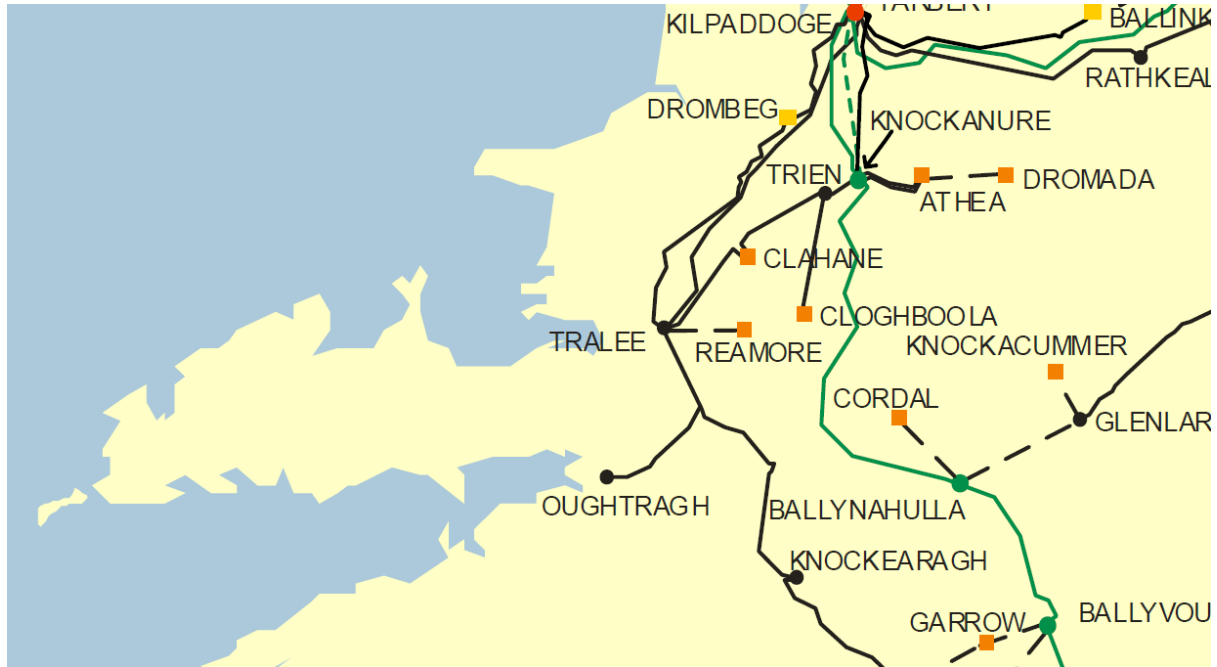 KILPADDOGE
BALLINK
RATHKEAL
DROMBEG
KNOCKANURE
TRIEN
DROMADA
ATHEA
CLAHANE
CLOGHBOOLA
TRALEE
REAMORE
KNOCKACUMMER
CORDAL
GLENLAR
OUGHTRAGH
BALLYNAHULLA
KNOCKEARAGH
GARROW
BALLYVOU